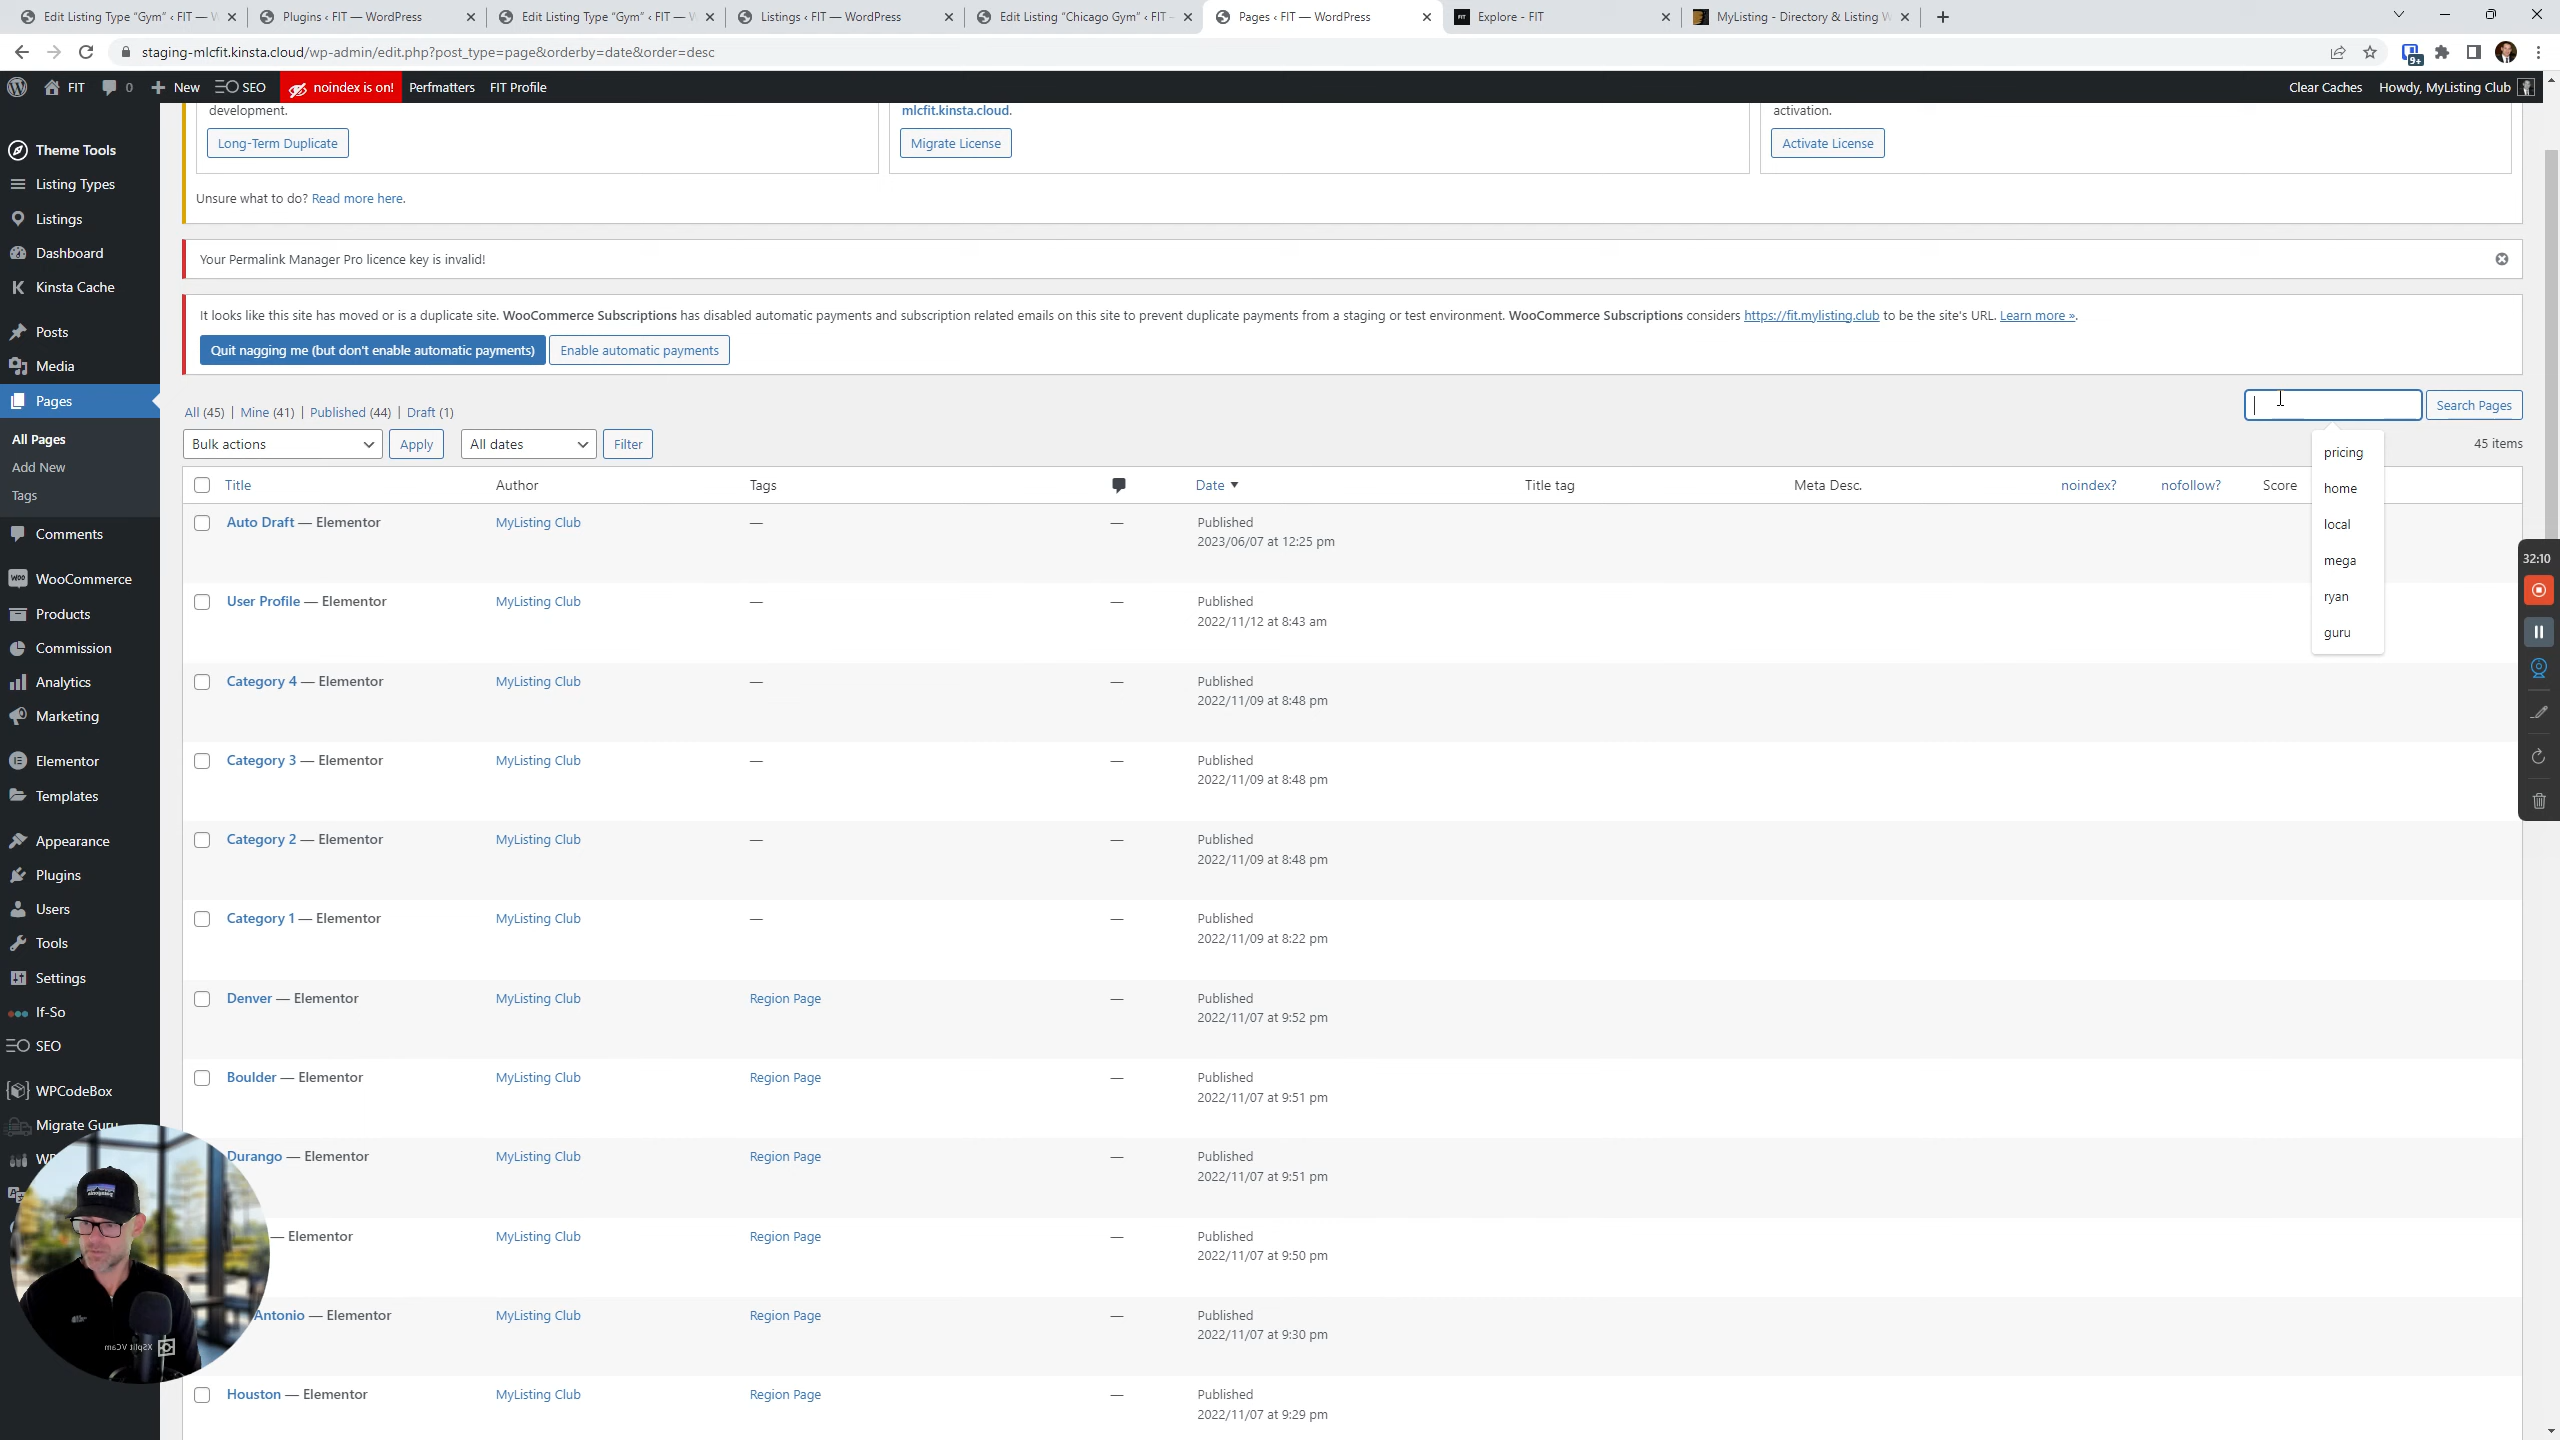 Edit Listing Type "Gym" ‹ FIT — W
Plugins ‹ FIT — WordPress
Edit Listing Type "Gym" ‹ FIT — W
Listings ‹ FIT — WordPress
Edit Listing "Chicago Gym" ‹ FIT -
Pages ‹ FIT — WordPress
Explore - FIT
MyListing - Directory & Listing W
staging-mlcfit.kinsta.cloud/wp-admin/edit.php?post_type=page&orderby=date&order=desc
9+
FIT
0
New
SEO
noindex is on!
Perfmatters
FIT Profile
Clear Caches
Howdy, MyListing Club
Theme Tools
Listing Types
Listings
Dashboard
Kinsta Cache
Posts
Media
Pages
All Pages
Add New
Tags
Comments
WooCommerce
Products
Commission
Analytics
Marketing
Elementor
Templates
Appearance
Plugins
Users
Tools
Settings
If-So
SEO
WPCodeBox
Migrate Guru
development.
Long-Term Duplicate
mlcfit.kinsta.cloud.
Migrate License
activation.
Activate License
Unsure what to do? Read more here.
Your Permalink Manager Pro licence key is invalid!
It looks like this site has moved or is a duplicate site. WooCommerce Subscriptions has disabled automatic payments and subscription related emails on this site to prevent duplicate payments from a staging or test environment. WooCommerce Subscriptions considers https://fit.mylisting.club to be the site's URL. Learn more ».
Quit nagging me (but don't enable automatic payments)
Enable automatic payments
All (45) | Mine (41) | Published (44) | Draft (1)
Search Pages
Bulk actions
Apply
All dates
Filter
45 items
pricing
home
local
mega
ryan
guru
32:10
Title
Author
Tags
Date
Title tag
Meta Desc.
noindex?
nofollow?
Score
Auto Draft — Elementor
MyListing Club
—
—
Published
2023/06/07 at 12:25 pm
User Profile — Elementor
MyListing Club
—
—
Published
2022/11/12 at 8:43 am
Category 4 — Elementor
MyListing Club
—
—
Published
2022/11/09 at 8:48 pm
Category 3 — Elementor
MyListing Club
—
—
Published
2022/11/09 at 8:48 pm
Category 2 — Elementor
MyListing Club
—
—
Published
2022/11/09 at 8:48 pm
Category 1 — Elementor
MyListing Club
—
—
Published
2022/11/09 at 8:22 pm
Denver — Elementor
MyListing Club
Region Page
—
Published
2022/11/07 at 9:52 pm
Boulder — Elementor
MyListing Club
Region Page
—
Published
2022/11/07 at 9:51 pm
Durango — Elementor
MyListing Club
Region Page
—
Published
2022/11/07 at 9:51 pm
— Elementor
MyListing Club
Region Page
—
Published
2022/11/07 at 9:50 pm
Antonio — Elementor
MyListing Club
Region Page
—
Published
2022/11/07 at 9:30 pm
Houston — Elementor
MyListing Club
Region Page
—
Published
2022/11/07 at 9:29 pm
XSplit VCam